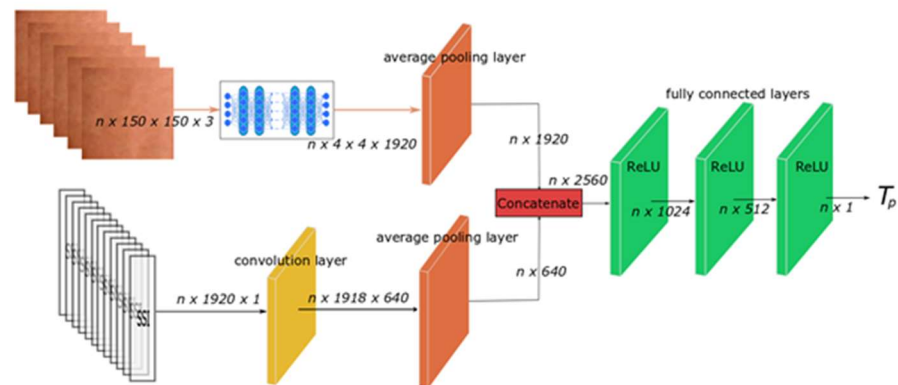 average pooling layer
n x 150 x 150 x 3
n x 4 x 4 x 1920
n x 1920
fully connected layers
ReLU
ReLU
ReLU
n x 2560
Concatenate
n x 1024
n x 512
n x 1
Tp
average pooling layer
convolution layer
n x 640
SSI
n x 1920 x 1
n x 1918 x 640